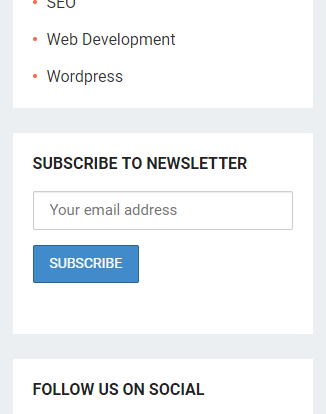 SEO
Web Development
Wordpress
SUBSCRIBE TO NEWSLETTER
Your email address
SUBSCRIBE
FOLLOW US ON SOCIAL